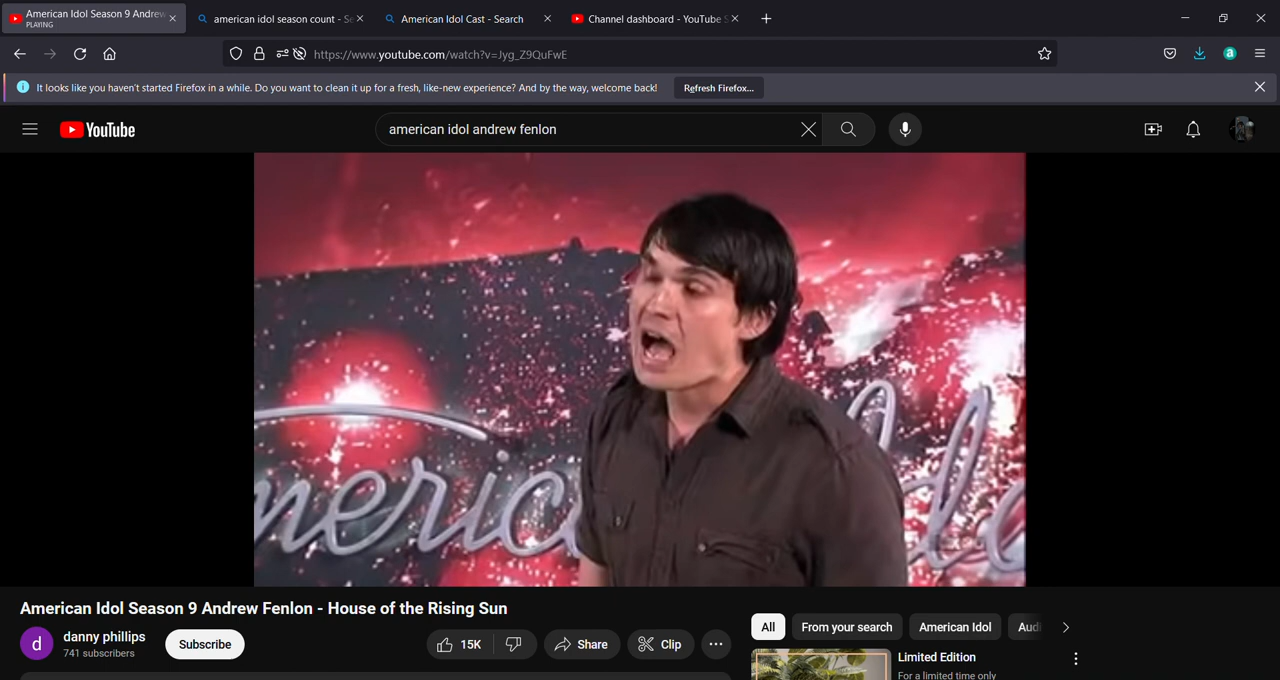 American Idol Season 9 Andrew
PLAYING
american idol season count - Se
American Idol Cast - Search
Channel dashboard - YouTube S
https://www.youtube.com/watch?v=Jyg_Z9QuFwE
It looks like you haven't started Firefox in a while. Do you want to clean it up for a fresh, like-new experience? And by the way, welcome back!
Refresh Firefox...
YouTube
american idol andrew fenlon
American Idol
American Idol Season 9 Andrew Fenlon - House of the Rising Sun
d
danny phillips
741 subscribers
Subscribe
15K
Share
Clip
All
From your search
American Idol
Aud
Limited Edition
For a limited time only